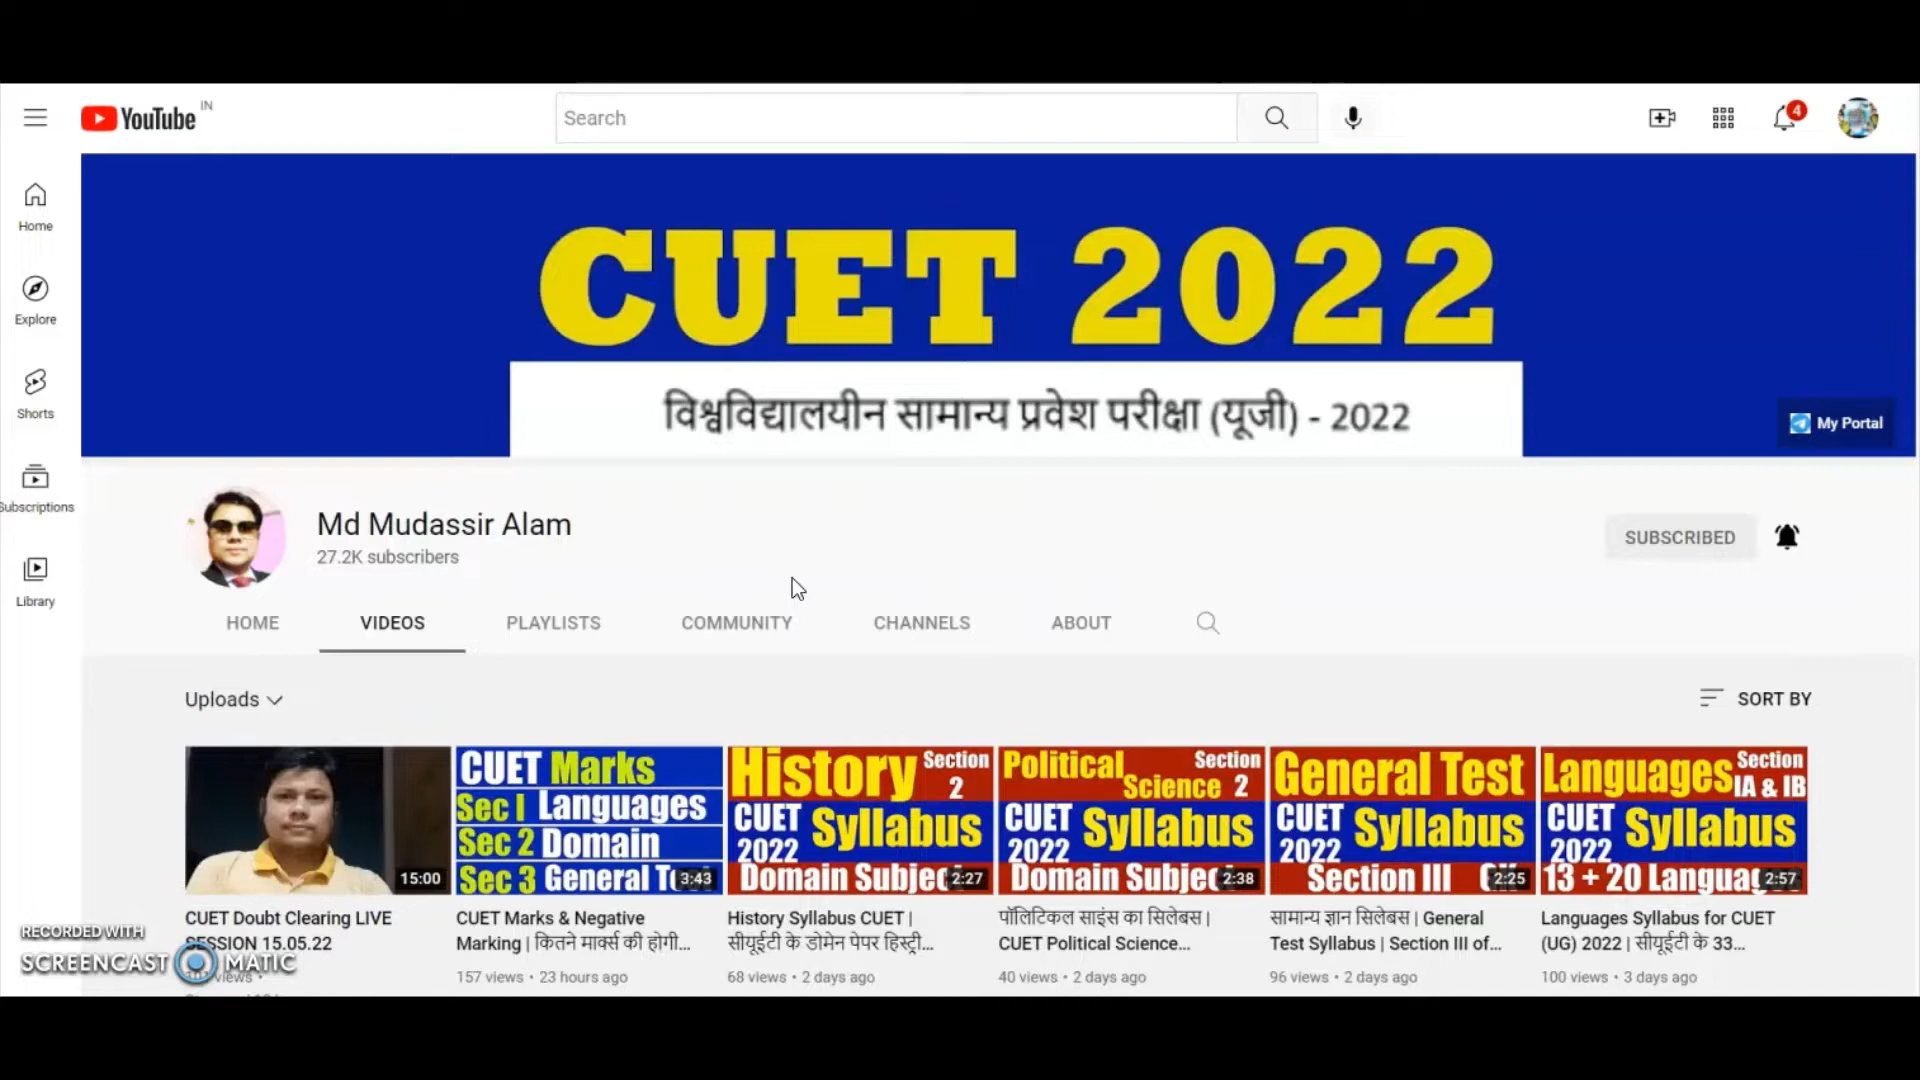 YouTube IN
Search
4
Home
Explore
Shorts
Subscriptions
Library
CUET 2022
विश्वविद्यालयीन सामान्य प्रवेश परीक्षा (यूजी) - 2022
My Portal
Md Mudassir Alam
27.2K subscribers
SUBSCRIBED
HOME VIDEOS PLAYLISTS COMMUNITY CHANNELS ABOUT
Uploads
SORT BY
15:00
CUET Doubt Clearing LIVE
SESSION 15.05.22
views •
CUET Marks
Sec I Languages
Sec 2 Domain
Sec 3 General
3:43
CUET Marks & Negative
Marking | कितने मार्क्स की होगी...
157 views • 23 hours ago
History Section 2
CUET 2022 Syllabus
Domain
2:27
History Syllabus CUET |
सीयूईटी के डोमेन पेपर हिस्ट्री...
68 views • 2 days ago
Political Science Section 2
CUET 2022 Syllabus
Domain
2:38
पॉलिटिकल साइंस का सिलेबस |
CUET Political Science...
40 views • 2 days ago
General Test
CUET 2022 Syllabus
Section III
2:25
सामान्य ज्ञान सिलेबस | General
Test Syllabus | Section III of...
96 views • 2 days ago
Languages Section IA & IB
CUET 2022 Syllabus
13 + 20
2:57
Languages Syllabus for CUET
(UG) 2022 | सीयूईटी के 33...
100 views • 3 days ago
RECORDED WITH
SCREENCAST MATIC